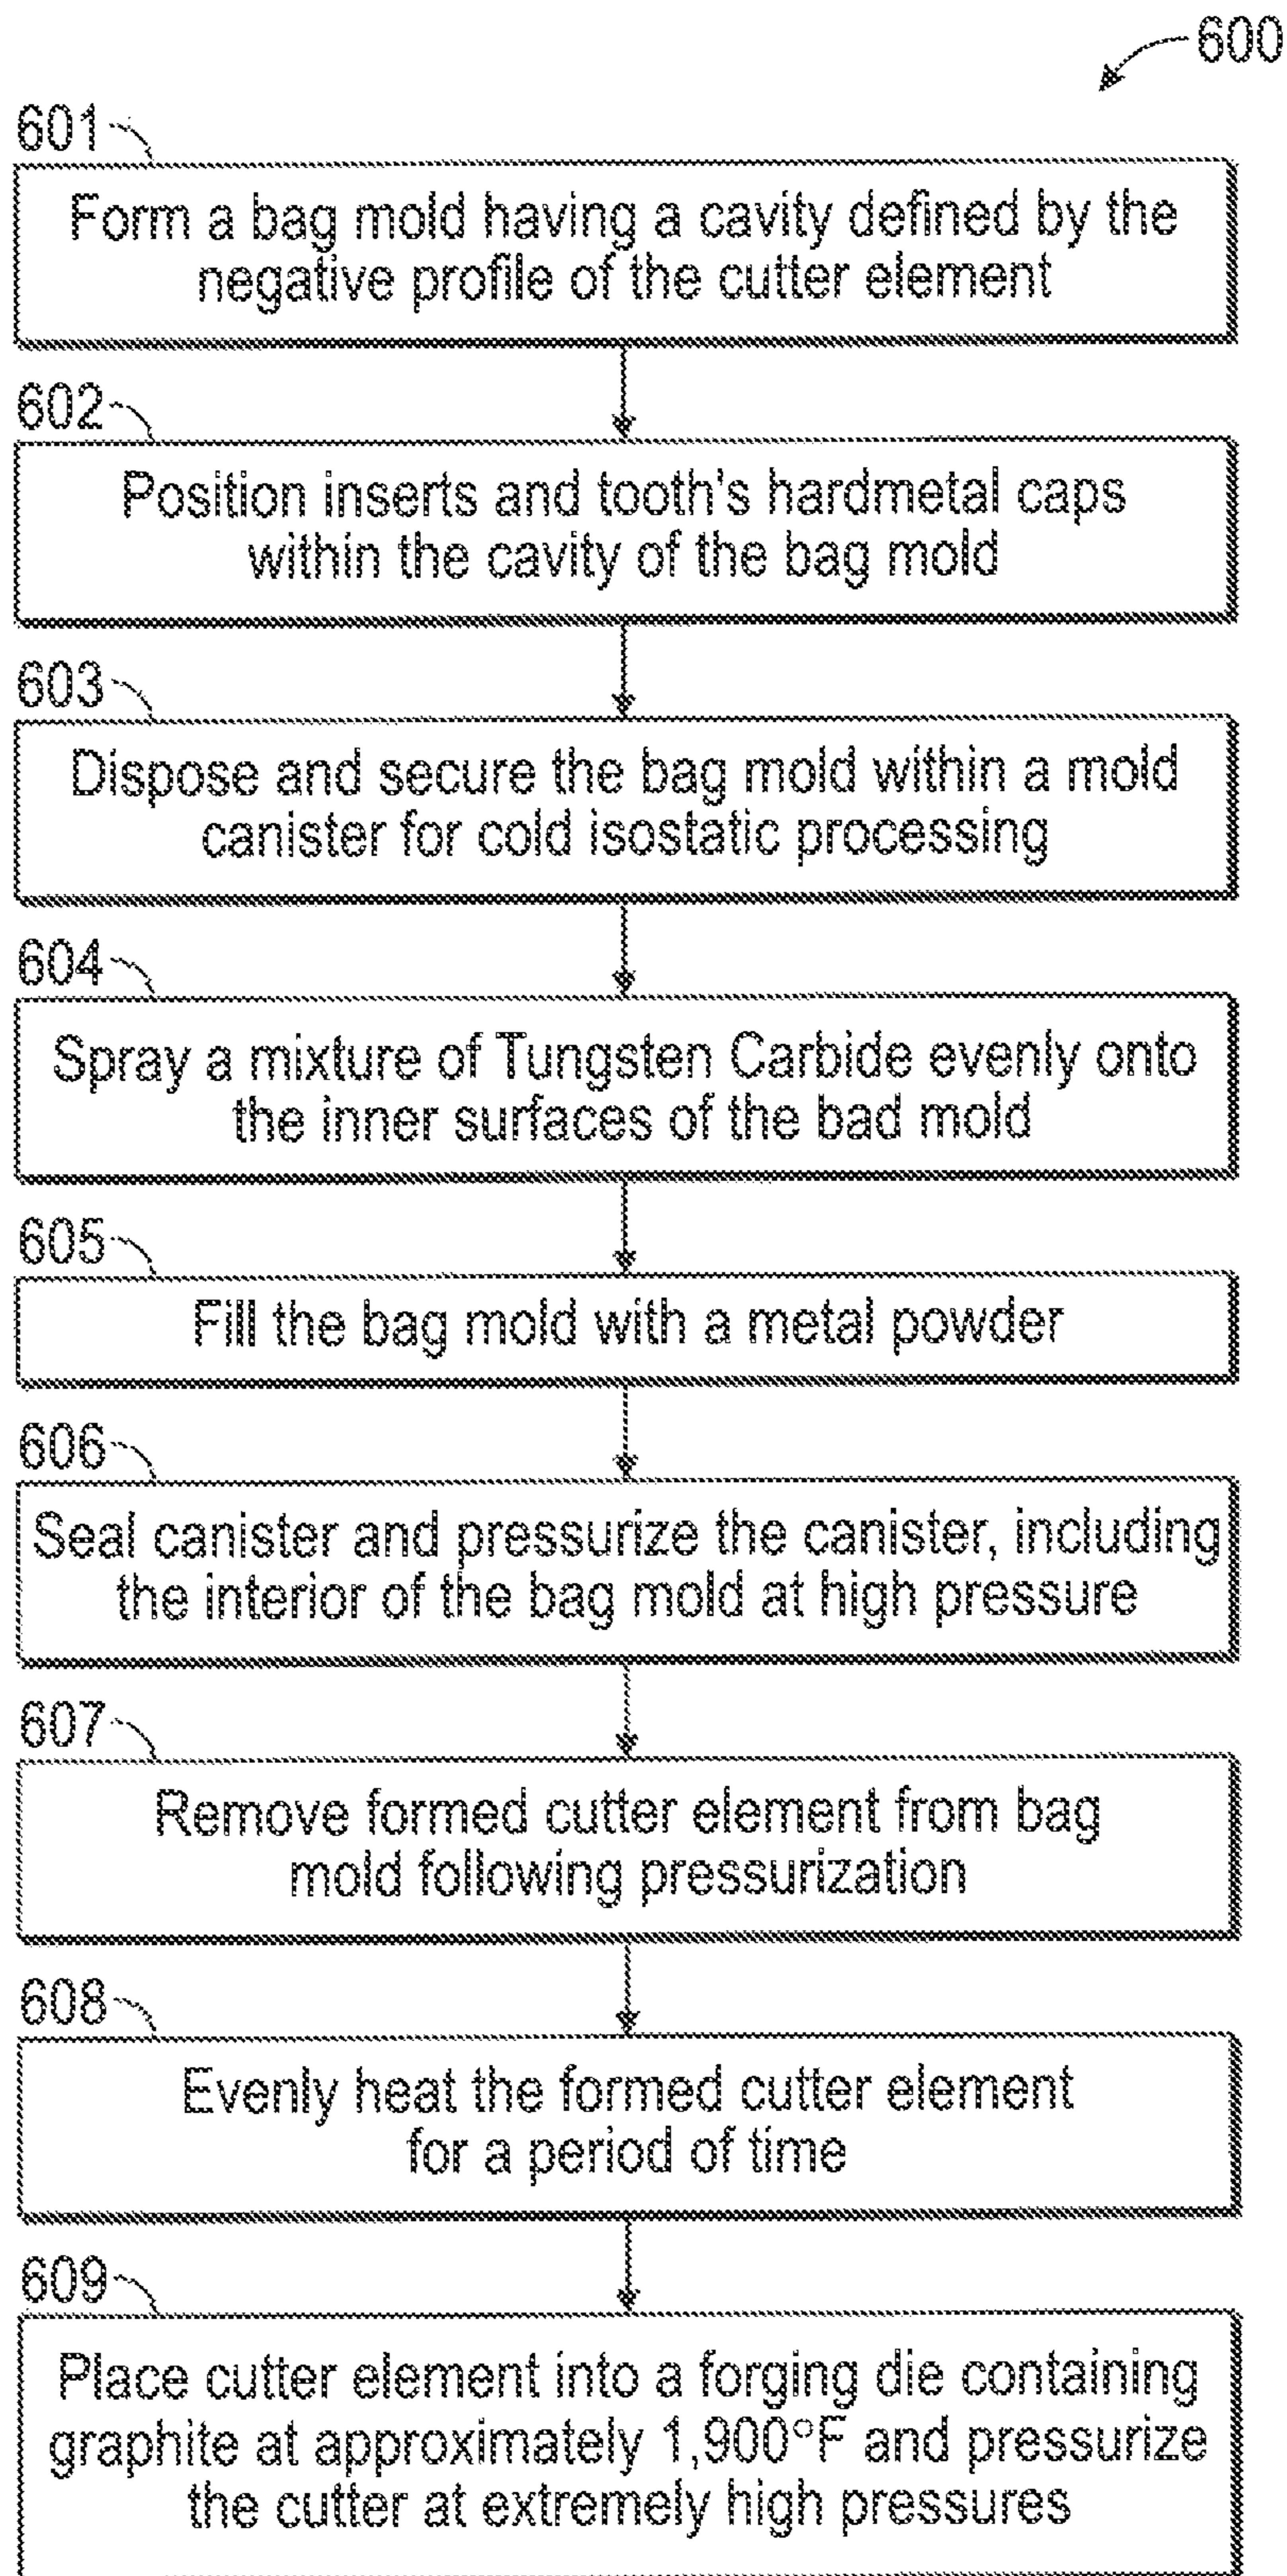 600
601
Form a bag mold having a cavity defined by the
negative profile of the cutter element
602
Position inserts and tooth's hardmetal caps
within the cavity of the bag mold
603
Dispose and secure the bag mold within a mold
canister for cold isostatic processing
604
Spray a mixture of Tungsten Carbide evenly onto
the inner surfaces of the bad mold
605
Fill the bag mold with a metal powder
606
Seal canister and pressurize the canister, including
the interior of the bag mold at high pressure
607
Remove formed cutter element from bag
mold following pressurization
608
Evenly heat the formed cutter element
for a period of time
609
Place cutter element into a forging die containing
graphite at approximately 1,900°F and pressurize
the cutter at extremely high pressures